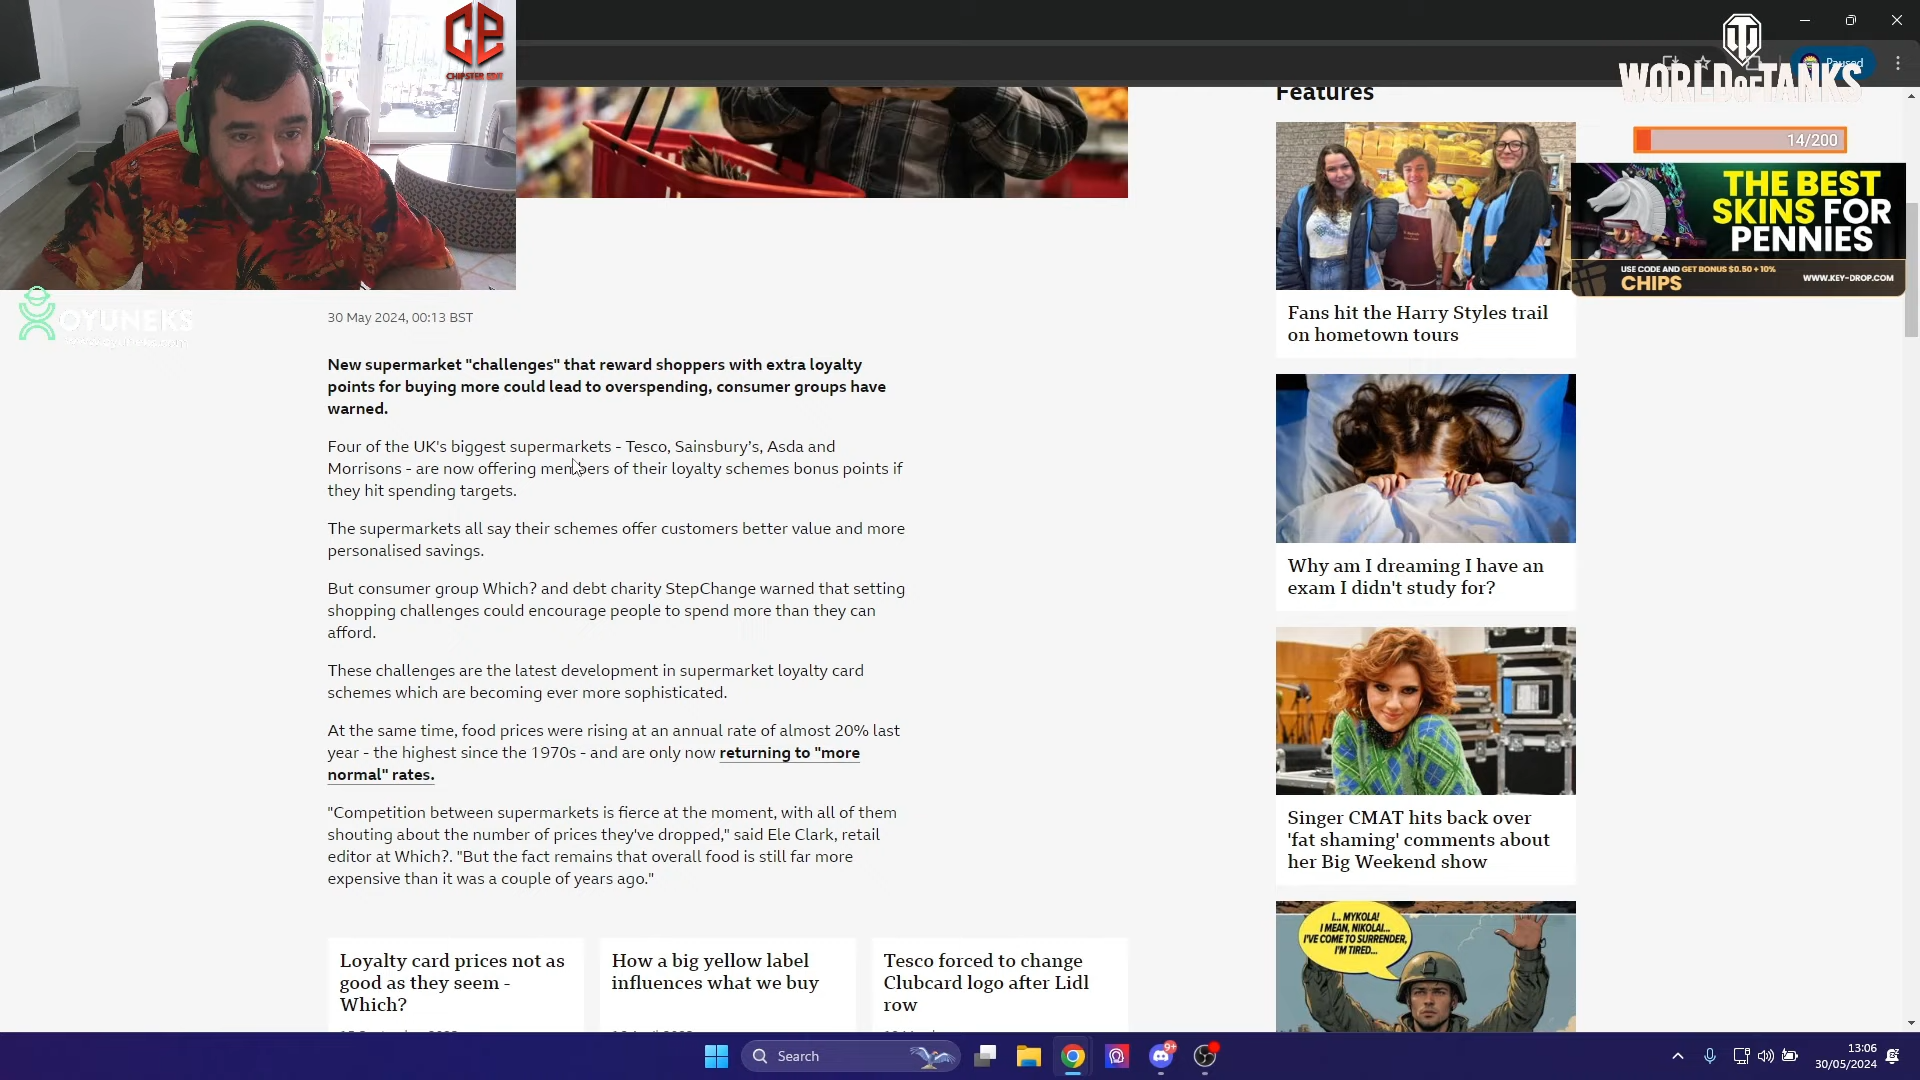 CE
CHIPSTER EDIT
OYUNEKS
WORLD OF TANKS
Paused
14/200
THE BEST
SKINS FOR
PENNIES
USE CODE AND GET BONUS $0.50 + 10%
CHIPS
WWW.KEY-DROP.COM
30 May 2024, 00:13 BST
New supermarket "challenges" that reward shoppers with extra loyalty
points for buying more could lead to overspending, consumer groups have
warned.
Four of the UK's biggest supermarkets - Tesco, Sainsbury’s, Asda and
Morrisons - are now offering members of their loyalty schemes bonus points if
they hit spending targets.
The supermarkets all say their schemes offer customers better value and more
personalised savings.
But consumer group Which? and debt charity StepChange warned that setting
shopping challenges could encourage people to spend more than they can
afford.
These challenges are the latest development in supermarket loyalty card
schemes which are becoming ever more sophisticated.
At the same time, food prices were rising at an annual rate of almost 20% last
year - the highest since the 1970s - and are only now returning to "more
normal" rates.
"Competition between supermarkets is fierce at the moment, with all of them
shouting about the number of prices they've dropped," said Ele Clark, retail
editor at Which?. "But the fact remains that overall food is still far more
expensive than it was a couple of years ago."
Loyalty card prices not as
good as they seem -
Which?
How a big yellow label
influences what we buy
Tesco forced to change
Clubcard logo after Lidl
row
Features
Fans hit the Harry Styles trail
on hometown tours
Why am I dreaming I have an
exam I didn't study for?
Singer CMAT hits back over
'fat shaming' comments about
her Big Weekend show
I... MYKOLA!
I MEAN, NIKOLAI...
I'VE COME TO SURRENDER,
I'M TIRED...
Search
9+
13:06
30/05/2024